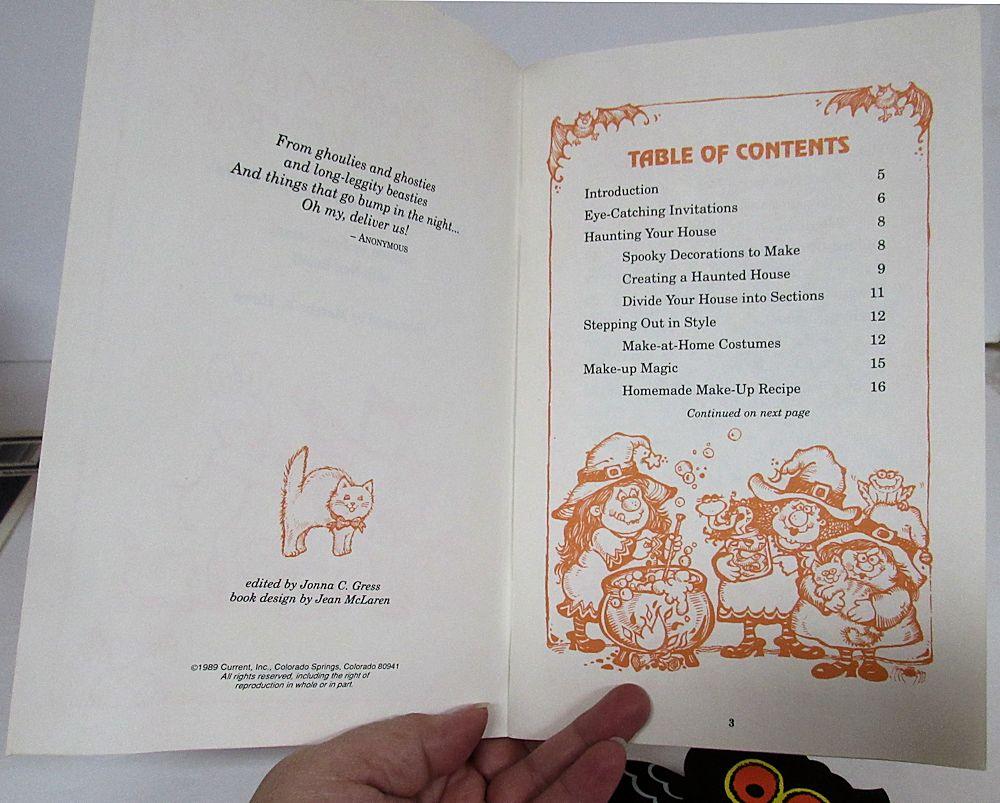 From ghoulies and ghosties
and long-leggity beasties
And things that go bump in the night...
Oh my, deliver us!
– ANONYMOUS
edited by Jonna C. Gress
book design by Jean McLaren
©1989 Current, Inc., Colorado Springs, Colorado 80941
All rights reserved, including the right of
reproduction in whole or in part.
TABLE OF CONTENTS
Introduction 5
Eye-Catching Invitations 6
Haunting Your House 8
Spooky Decorations to Make 8
Creating a Haunted House 9
Divide Your House into Sections 11
Stepping Out in Style 12
Make-at-Home Costumes 12
Make-up Magic 15
Homemade Make-Up Recipe 16
Continued on next page
3